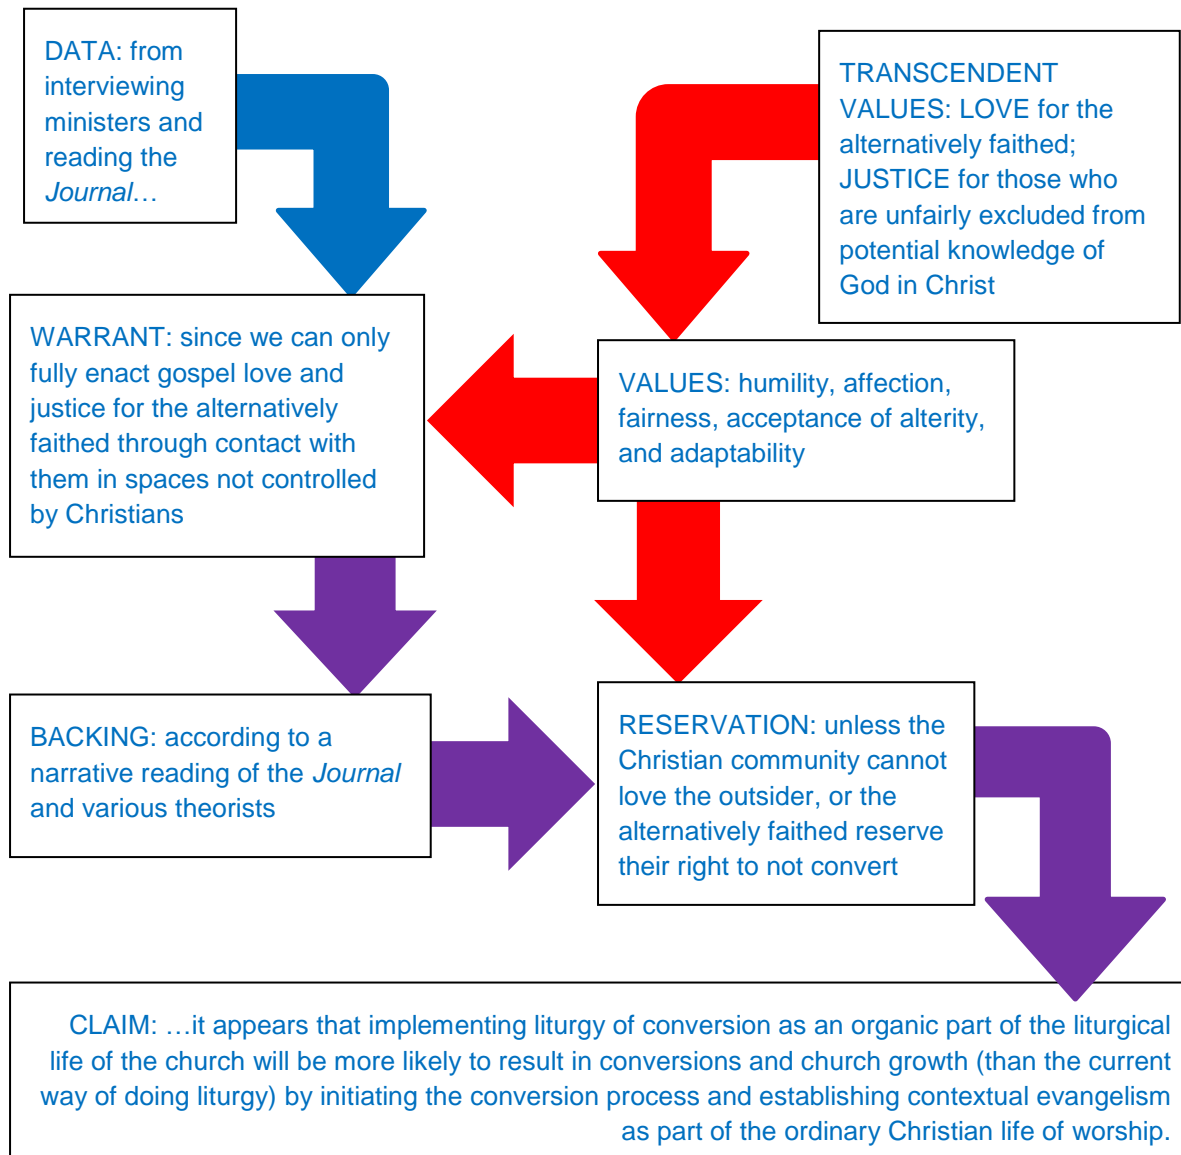 DATA: from
interviewing
ministers and
reading the
Journal…
TRANSCENDENT
VALUES: LOVE for the
alternatively faithed;
JUSTICE for those who
are unfairly excluded from
potential knowledge of
God in Christ
WARRANT: since we can only
fully enact gospel love and
justice for the alternatively
faithed through contact with
them in spaces not controlled
by Christians
VALUES: humility, affection,
fairness, acceptance of alterity,
and adaptability
BACKING: according to a
narrative reading of the Journal
and various theorists
RESERVATION: unless the
Christian community cannot
love the outsider, or the
alternatively faithed reserve
their right to not convert
CLAIM: …it appears that implementing liturgy of conversion as an organic part of the liturgical
life of the church will be more likely to result in conversions and church growth (than the current
way of doing liturgy) by initiating the conversion process and establishing contextual evangelism
as part of the ordinary Christian life of worship.